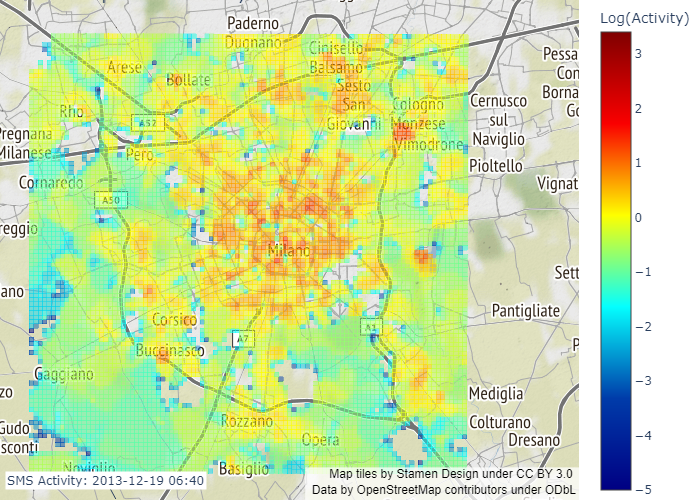 Paderno
Dugnano
Cinisello
Balsamo
Arese
Bollate
Sesto
San
Giovanni
Cologno
Monzese
Vimodrone
Cernusco
sul
Naviglio
Pessa
Con
Borna
Go
Rho
A52
Pregnana
Milanese
Pero
Pioltello
Cornaredo
Vignat
A50
reggio
Milano
Sett
ano
Pantigliate
Corsico
A7
A1
P
Buccinasco
Gaggiano
zo
Mediglia
Rozzano
Colturano
Gudo
Dresano
sconti
Opera
Noviglio
Basiglio
SMS Activity: 2013-12-19 06:40
Map tiles by Stamen Design under CC BY 3.0
Data by OpenStreetMap contributors under ODbL
Log(Activity)
3
2
1
0
−1
−2
−3
−4
−5